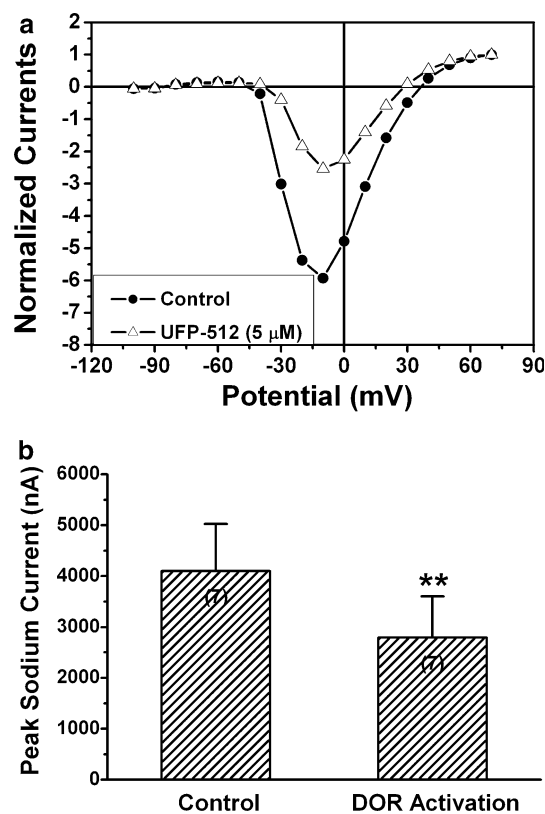 a
Normalized Currents
2
1
0
-1
-2
-3
-4
-5
-6
-7
-8
Control
UFP-512 (5 μM)
-120 -90 -60 -30 0 30 60 90
Potential (mV)
b
Peak Sodium Current (nA)
6000
5000
4000
3000
2000
1000
0
(7)
**
(7)
Control DOR Activation